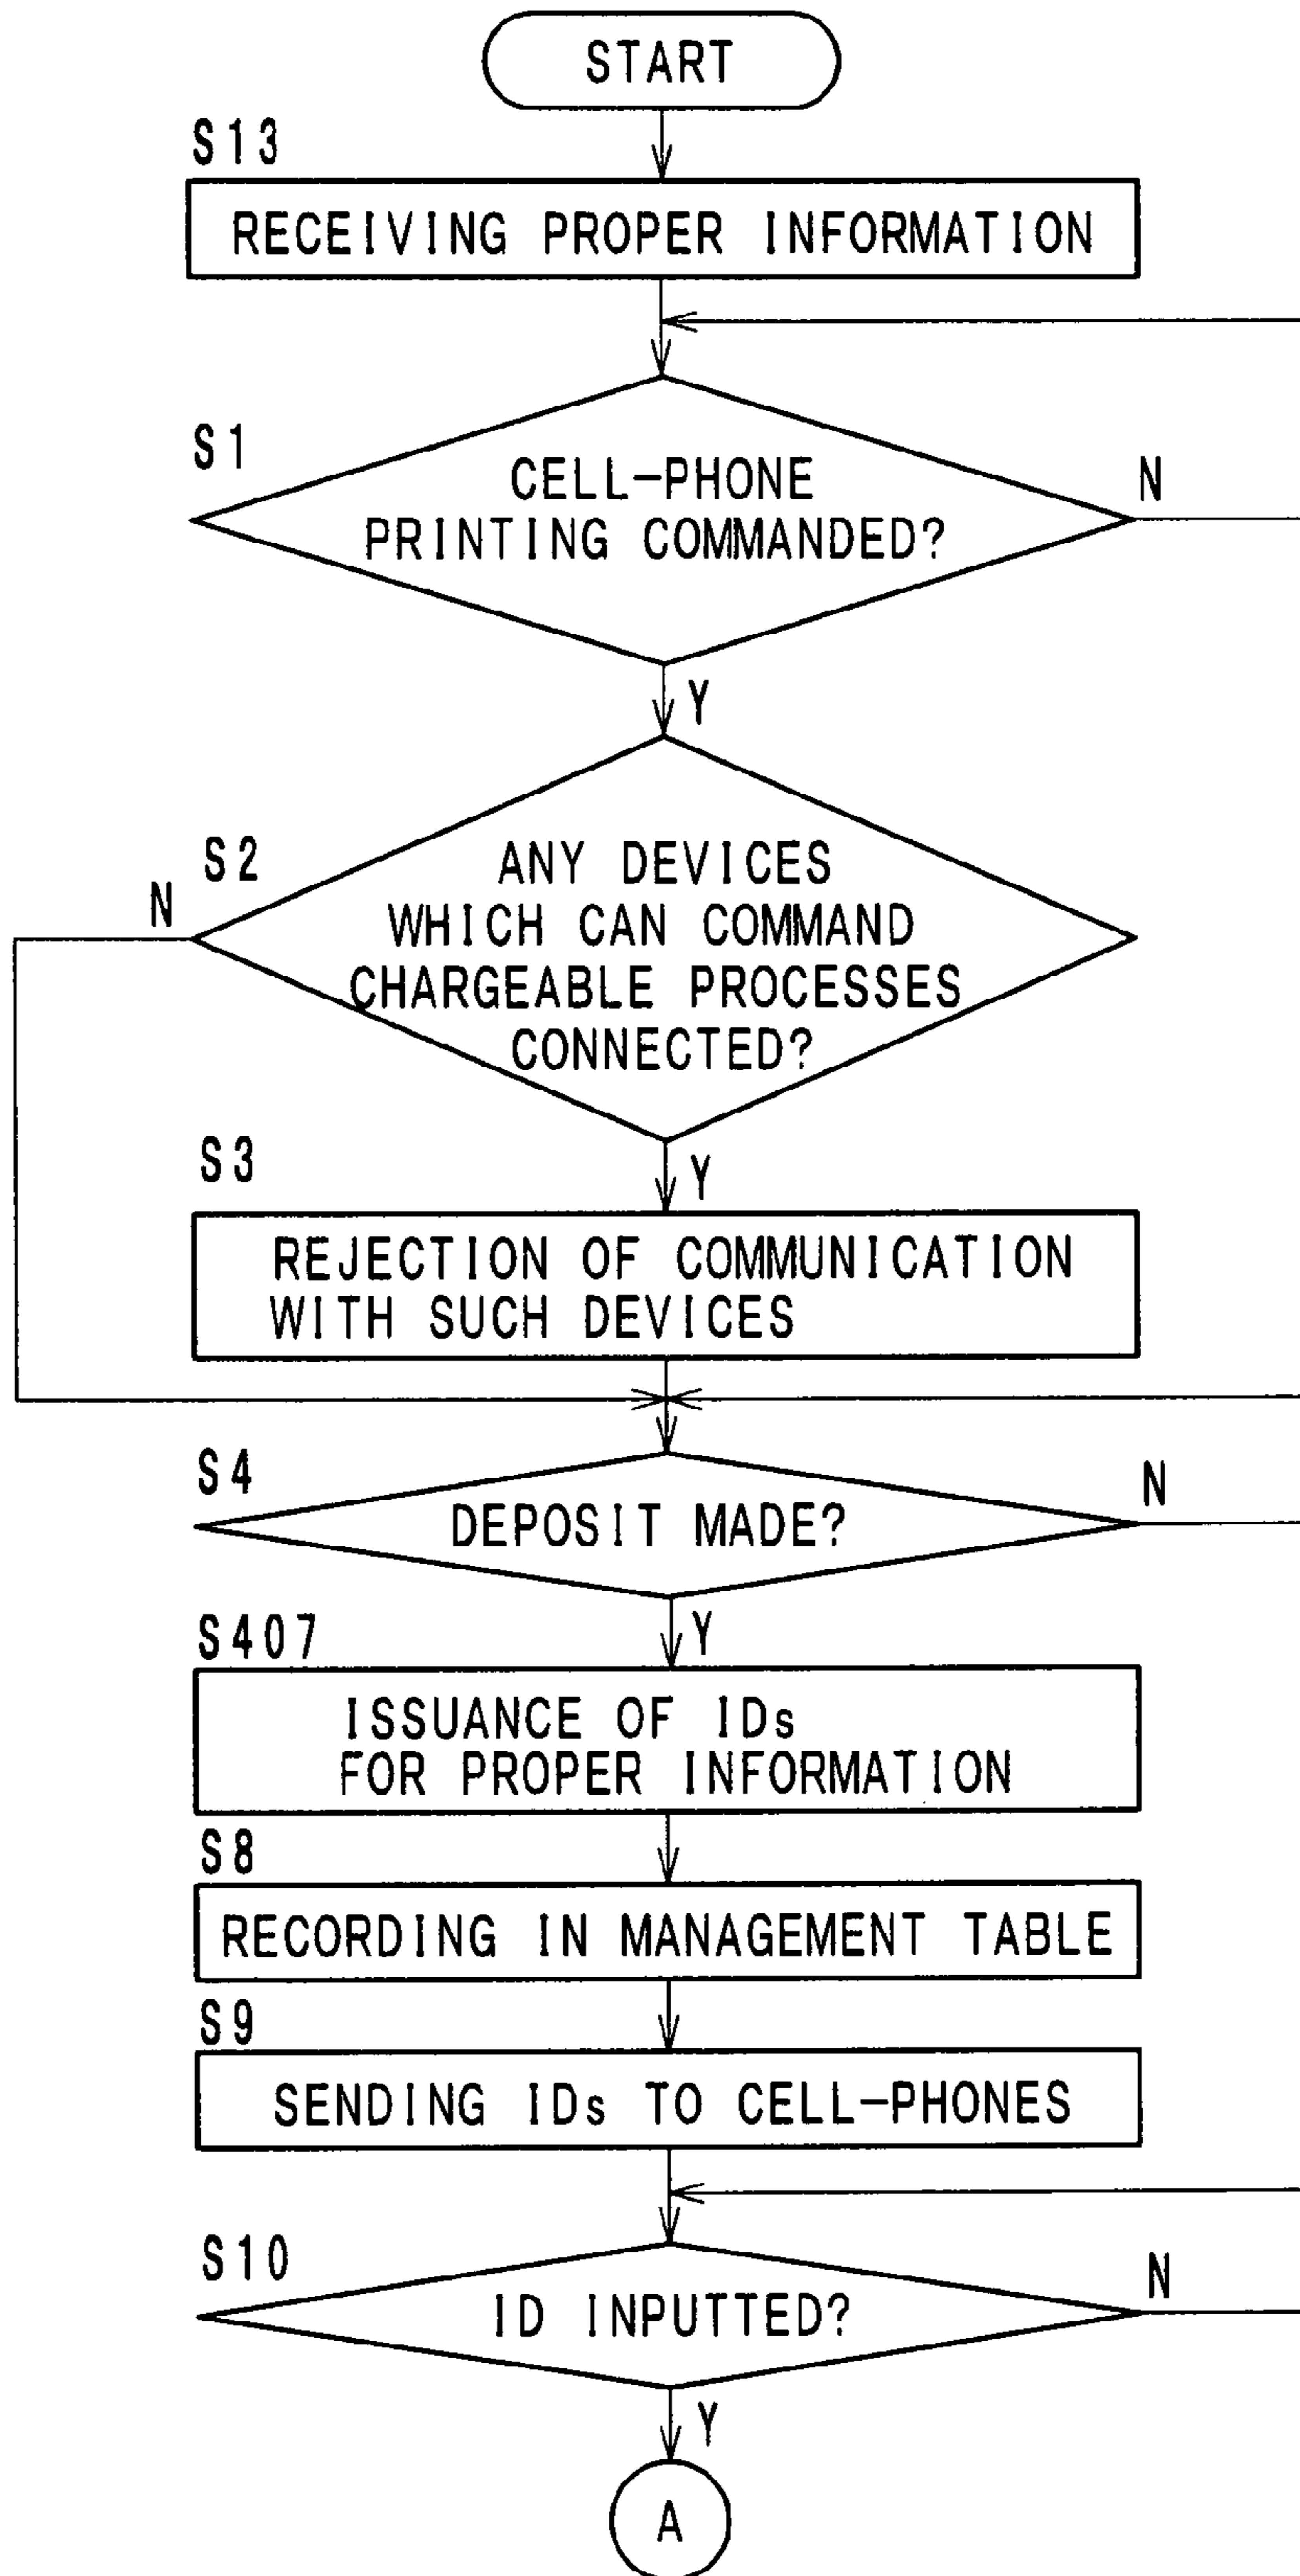 START
S13
RECEIVING PROPER INFORMATION
S1
CELL-PHONE
PRINTING COMMANDED?
N
Y
S2
N
ANY DEVICES
WHICH CAN COMMAND
CHARGEABLE PROCESSES
CONNECTED?
S3
Y
REJECTION OF COMMUNICATION
WITH SUCH DEVICES
S4
DEPOSIT MADE?
N
S407
Y
ISSUANCE OF IDs
FOR PROPER INFORMATION
S8
RECORDING IN MANAGEMENT TABLE
S9
SENDING IDs TO CELL-PHONES
S10
ID INPUTTED?
N
Y
A